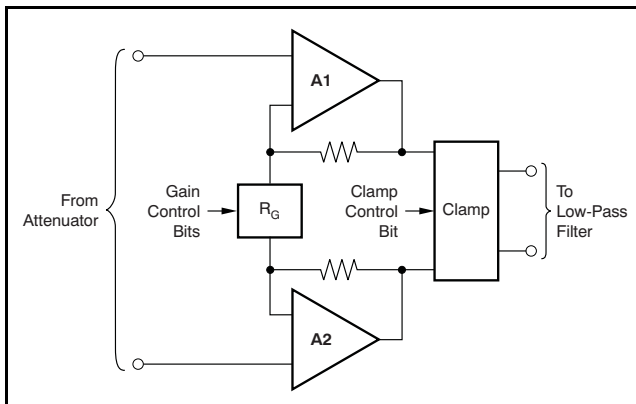 A1
From
Attenuator
Gain
Control
Bits
R_G
Clamp
Control
Bit
Clamp
To
Low-Pass
Filter
A2